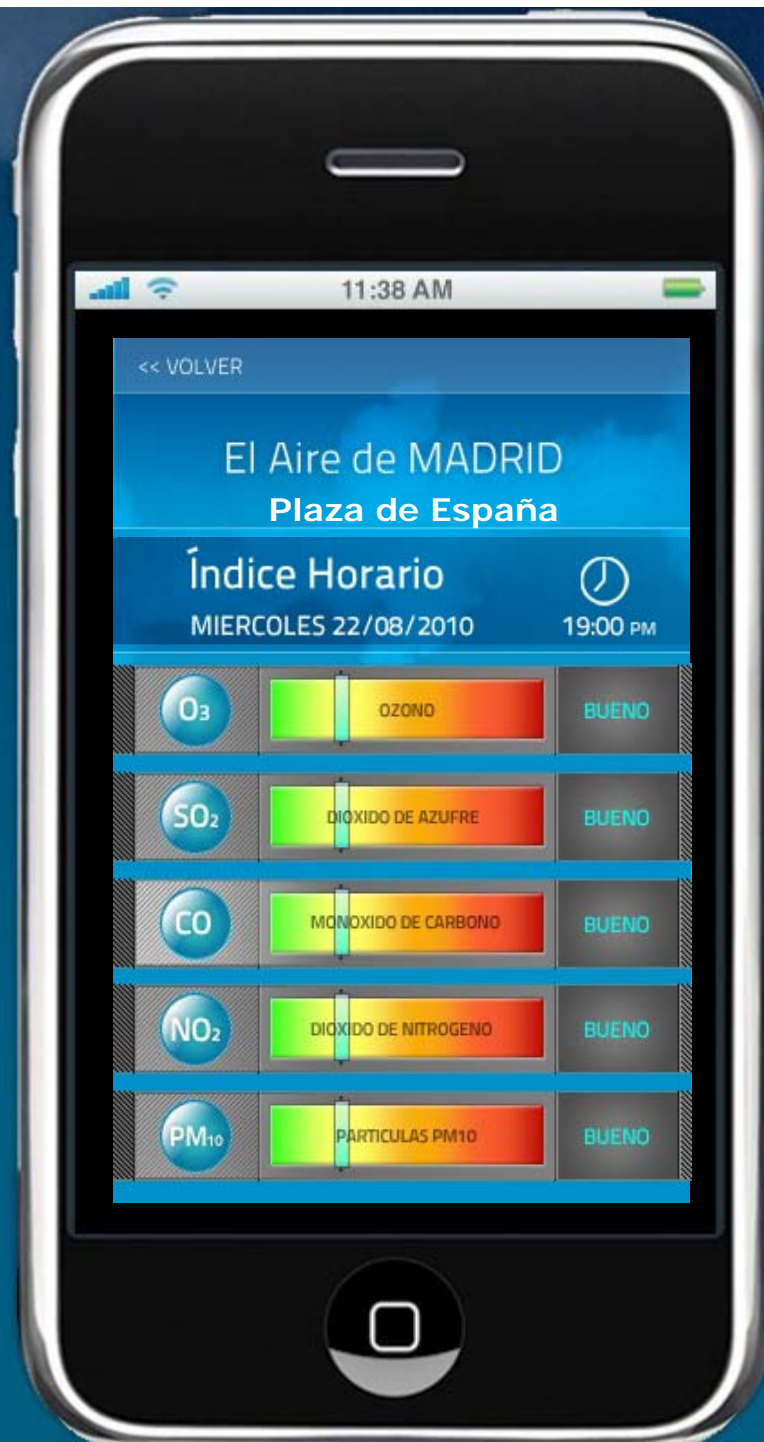 11:38 AM
<< VOLVER
El Aire de MADRID
Plaza de España
Índice Horario
MIERCOLES 22/08/2010 19:00 PM
O₃ OZONO BUENO
SO₂ DIOXIDO DE AZUFRE BUENO
CO MONOXIDO DE CARBONO BUENO
NO₂ DIOXIDO DE NITROGENO BUENO
PM₁₀ PARTICULAS PM10 BUENO